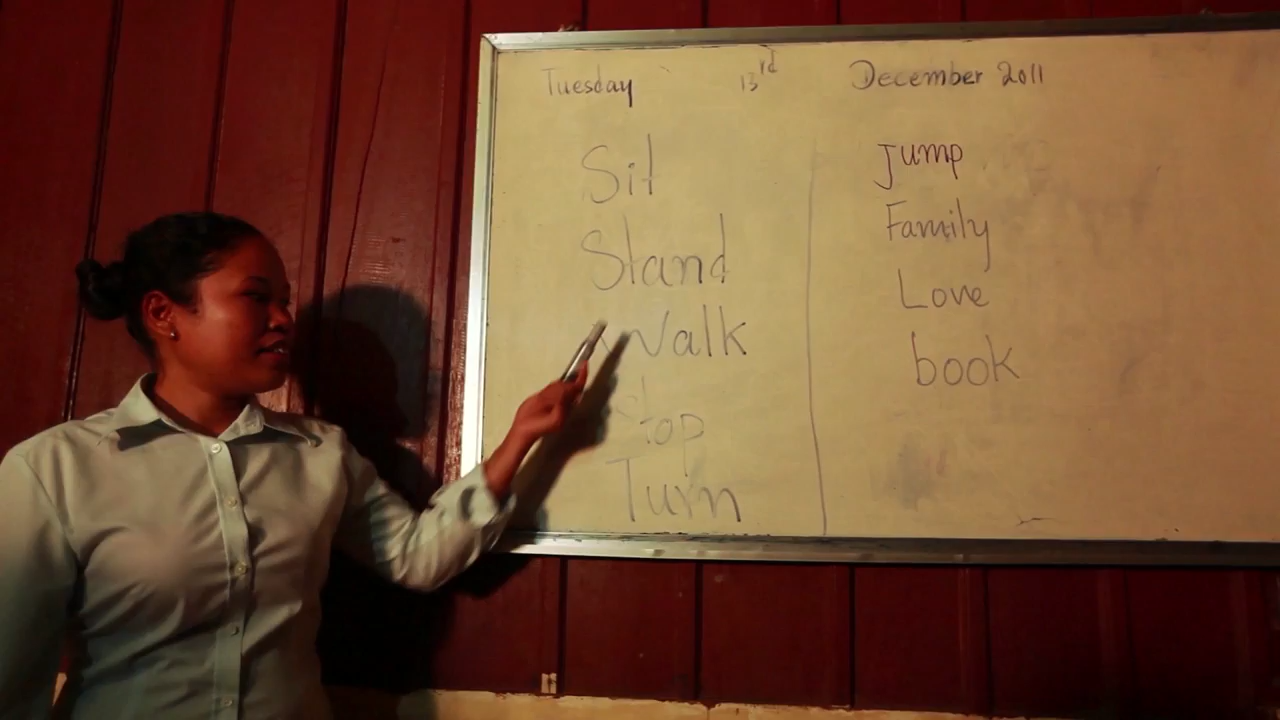 Tuesday 13rd December 2011
Sit
Stand
Walk
Stop
Turn
Jump
Family
Love
book